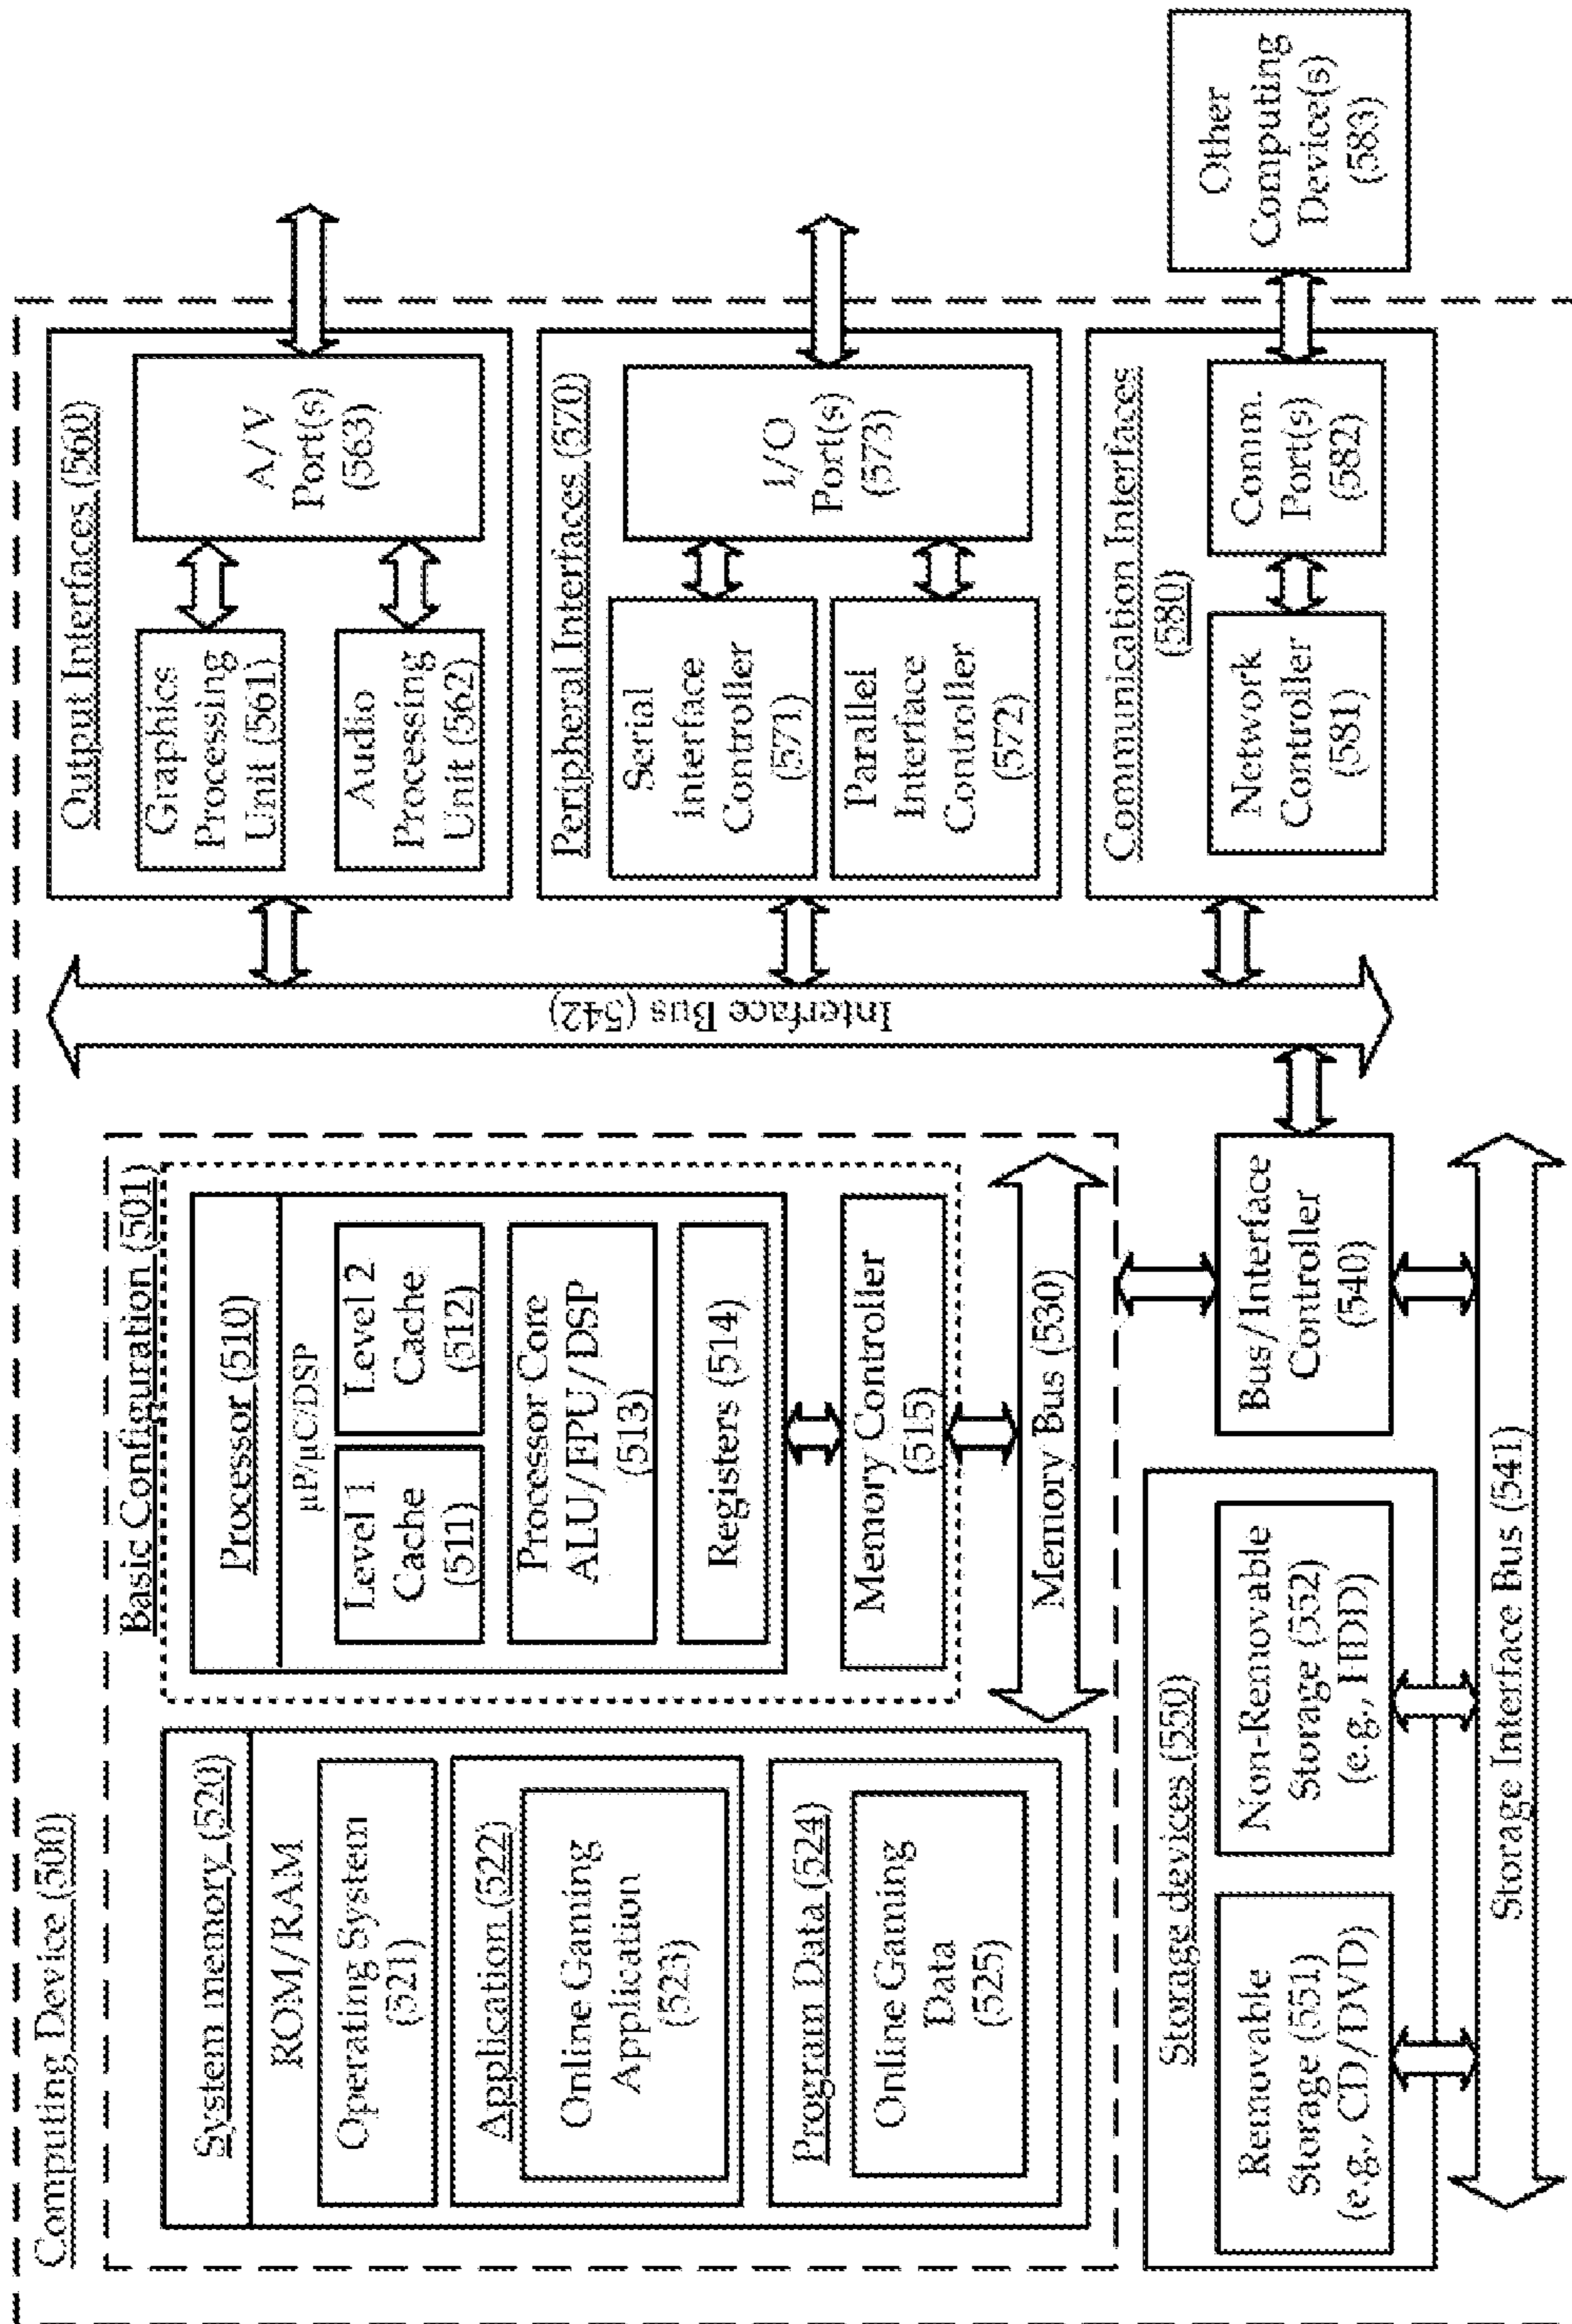 Computing Device (500)
Basic Configuration (501)
System memory (520)
ROM/RAM
Operating System
(521)
Application (522)
Online Gaming
Application
(523)
Program Data (524)
Online Gaming
Data
(525)
Processor (510)
µP/µC/DSP
Level 1
Cache
(511)
Level 2
Cache
(512)
Processor Core
ALU/FPU/DSP
(513)
Registers (514)
Memory Controller
(515)
Memory Bus (530)
Storage devices (550)
Removable
Storage (551)
(e.g., CD/DVD)
Non-Removable
Storage (552)
(e.g., HDD)
Bus/Interface
Controller
(540)
Storage Interface Bus (541)
Interface Bus (542)
Output Interfaces (560)
Graphics
Processing
Unit (561)
Audio
Processing
Unit (562)
A/V
Port(s)
(563)
Peripheral Interfaces (570)
Serial
Interface
Controller
(571)
Parallel
Interface
Controller
(572)
I/O
Port(s)
(573)
Communication Interfaces
(580)
Network
Controller
(581)
Comm.
Port(s)
(582)
Other
Computing
Device(s)
(583)